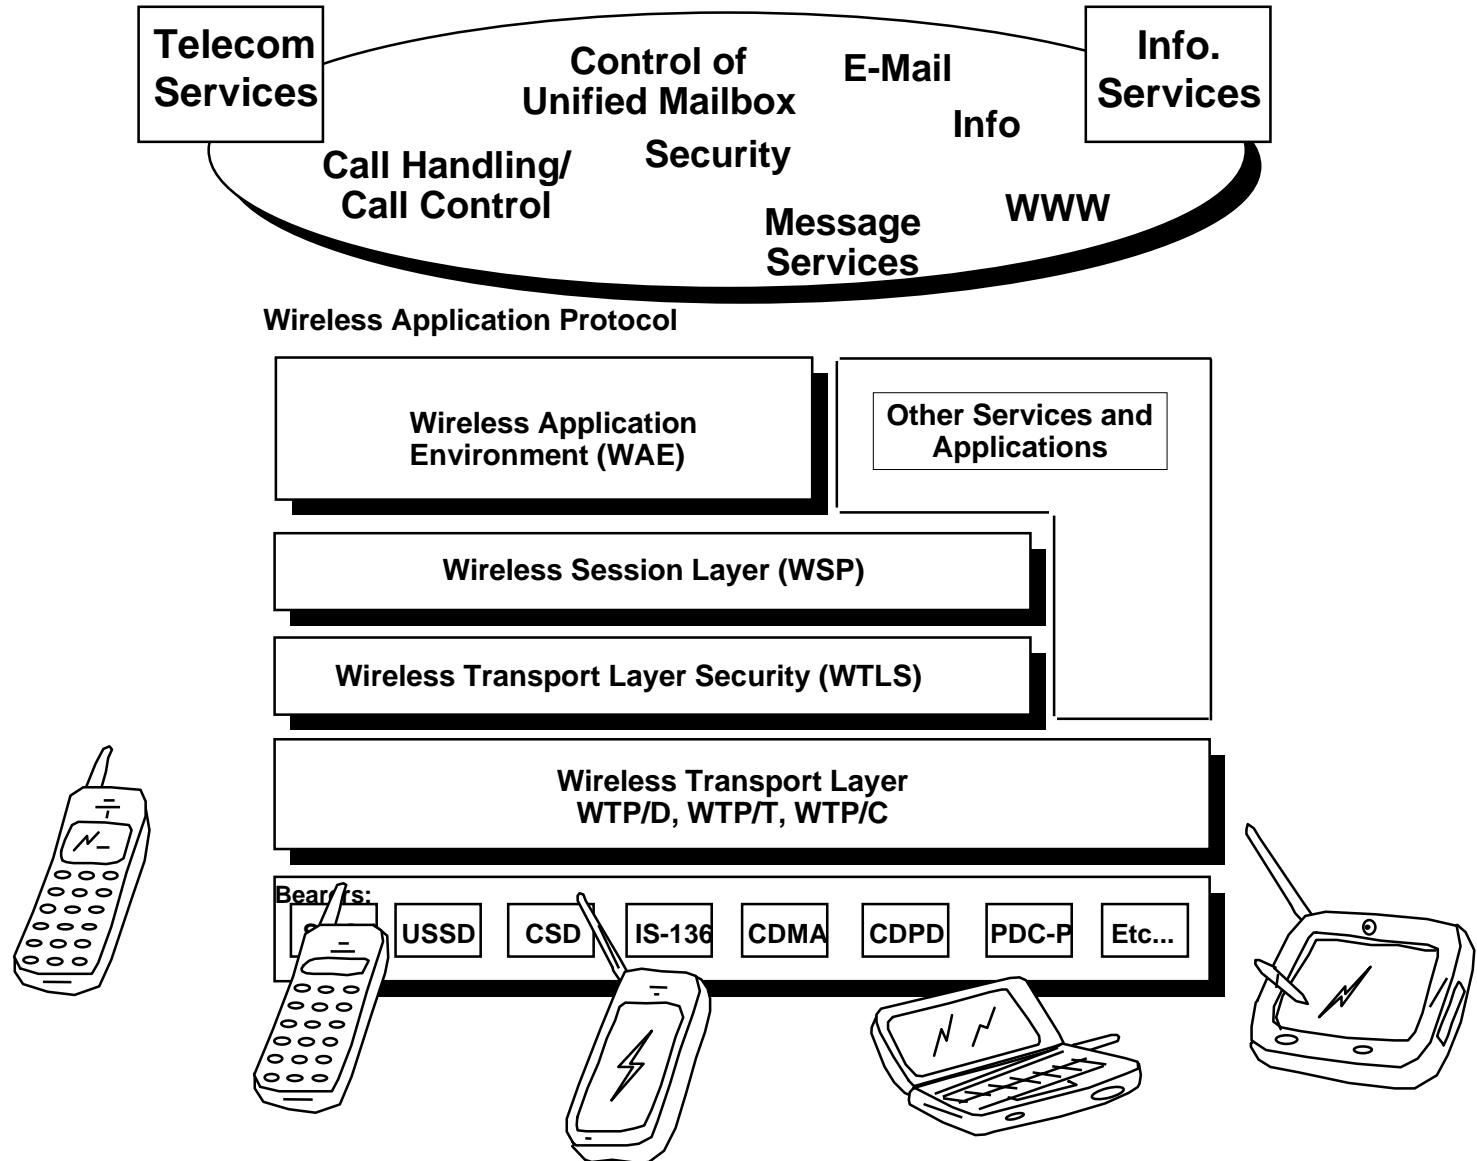 Telecom
Services
Control of
Unified Mailbox
E-Mail
Info.
Services
Info
Security
Call Handling/
Call Control
WWW
Message
Services
Wireless Application Protocol
Wireless Application
Environment (WAE)
Other Services and
Applications
Wireless Session Layer (WSP)
Wireless Transport Layer Security (WTLS)
Wireless Transport Layer
WTP/D, WTP/T, WTP/C
Bearers:
USSD
CSD
IS-136
CDMA
CDPD
PDC-P
Etc...